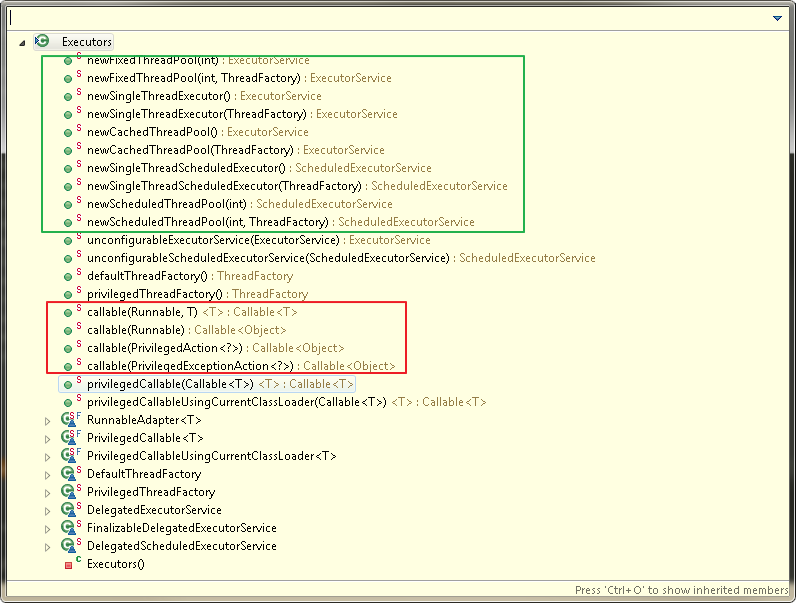 Executors
newFixedThreadPool(int) : ExecutorService
newFixedThreadPool(int, ThreadFactory) : ExecutorService
newSingleThreadExecutor() : ExecutorService
newSingleThreadExecutor(ThreadFactory) : ExecutorService
newCachedThreadPool() : ExecutorService
newCachedThreadPool(ThreadFactory) : ExecutorService
newSingleThreadScheduledExecutor() : ScheduledExecutorService
newSingleThreadScheduledExecutor(ThreadFactory) : ScheduledExecutorService
newScheduledThreadPool(int) : ScheduledExecutorService
newScheduledThreadPool(int, ThreadFactory) : ScheduledExecutorService
unconfigurableExecutorService(ExecutorService) : ExecutorService
unconfigurableScheduledExecutorService(ScheduledExecutorService) : ScheduledExecutorService
defaultThreadFactory() : ThreadFactory
privilegedThreadFactory() : ThreadFactory
callable(Runnable, T) <T> : Callable<T>
callable(Runnable) : Callable<Object>
callable(PrivilegedAction<?>) : Callable<Object>
callable(PrivilegedExceptionAction<?>) : Callable<Object>
privilegedCallable(Callable<T>) <T> : Callable<T>
privilegedCallableUsingCurrentClassLoader(Callable<T>) <T> : Callable<T>
RunnableAdapter<T>
PrivilegedCallable<T>
PrivilegedCallableUsingCurrentClassLoader<T>
DefaultThreadFactory
PrivilegedThreadFactory
DelegatedExecutorService
FinalizableDelegatedExecutorService
DelegatedScheduledExecutorService
Executors()
Press 'Ctrl+O' to show inherited members